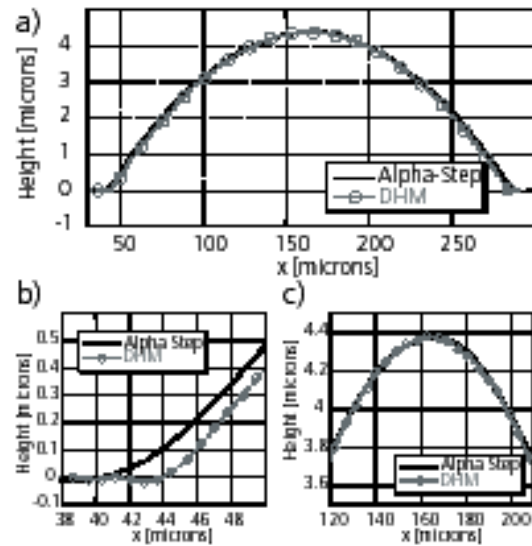 a)
Height [microns]
4
3
2
1
0
-1
Alpha-Step
DHM
50
100
150
200
250
x [microns]
b)
Height [microns]
0.5
0.4
0.3
0.2
0.1
0
-0.1
Alpha Step
DHM
38
40
42
44
46
48
x [microns]
c)
Height [microns]
4.4
4.2
4
3.8
3.6
Alpha Step
DHM
120
140
160
180
200
x [microns]